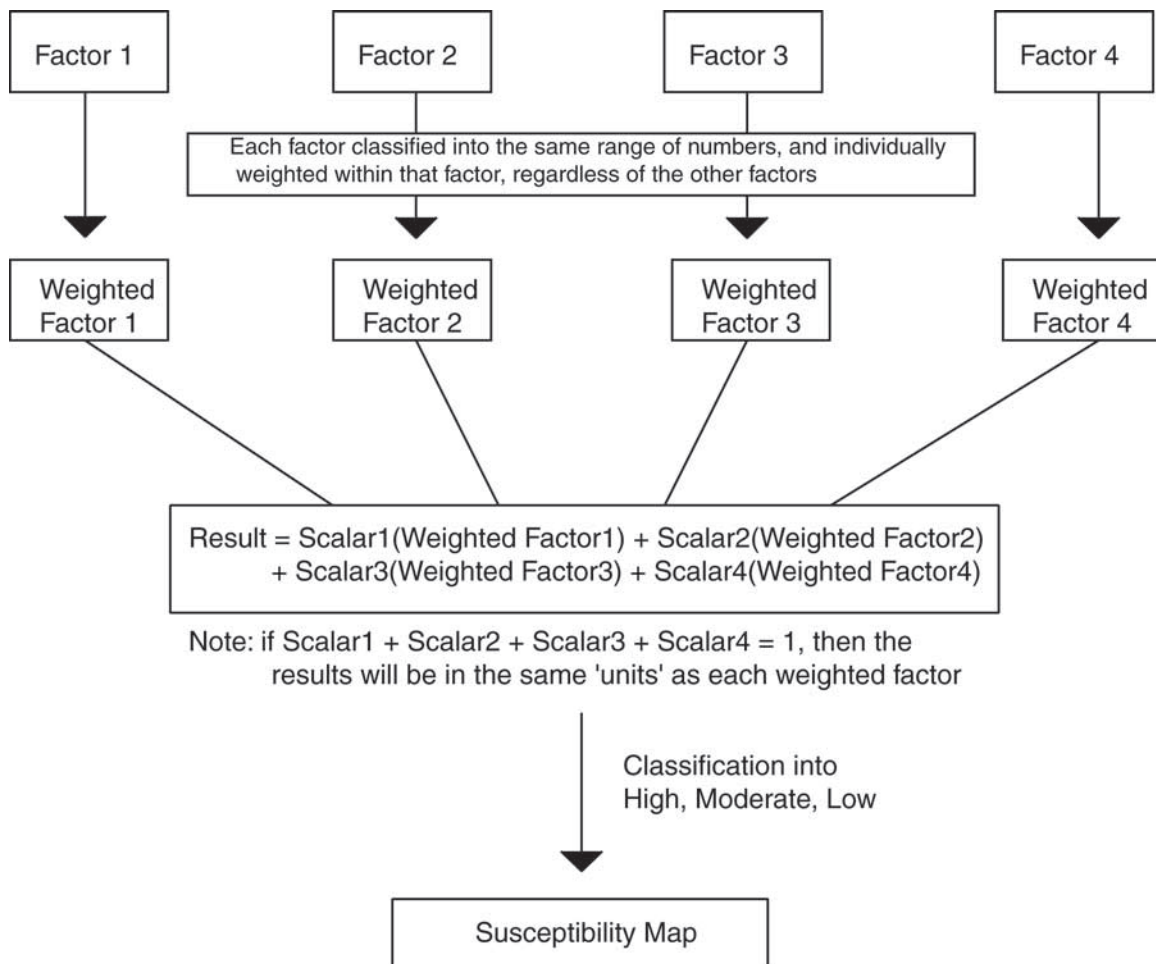 Factor 1
Factor 2
Factor 3
Factor 4
Each factor classified into the same range of numbers, and individually
weighted within that factor, regardless of the other factors
Weighted
Factor 1
Weighted
Factor 2
Weighted
Factor 3
Weighted
Factor 4
Result = Scalar1(Weighted Factor1) + Scalar2(Weighted Factor2)
+ Scalar3(Weighted Factor3) + Scalar4(Weighted Factor4)
Note: if Scalar1 + Scalar2 + Scalar3 + Scalar4 = 1, then the
results will be in the same 'units' as each weighted factor
Classification into
High, Moderate, Low
Susceptibility Map